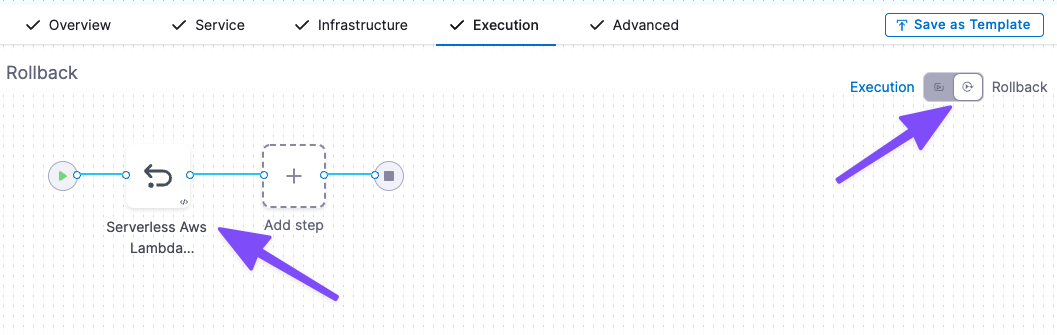 Overview
Service
Infrastructure
Execution
Advanced
Save as Template
Rollback
Execution
Rollback
Serverless Aws
Lambda...
Add step